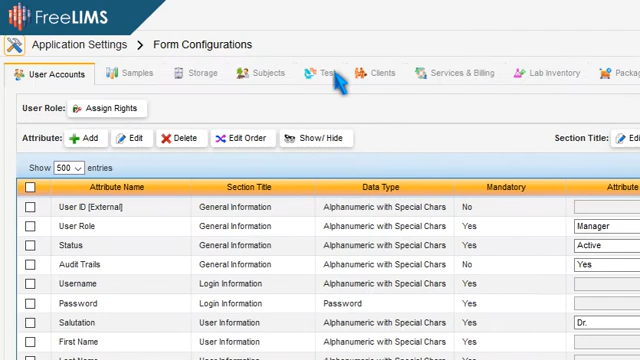 FreeLIMS
Application Settings > Form Configurations
User Accounts Samples Storage Subjects Clients Services & Billing Lab Inventory
User Role: Assign Rights
Attribute: Add Edit Delete Edit Order Show/ Hide Section Title:
Show 500 entries
Attribute Name Section Title Data Type Mandatory Attribute
User ID [External] General Information Alphanumeric with Special Chars No
User Role General Information Alphanumeric with Special Chars Yes Manager
Status General Information Alphanumeric with Special Chars Yes Active
Audit Trails General Information Alphanumeric with Special Chars No Yes
Username Login Information Alphanumeric with Special Chars Yes
Password Login Information Password Yes
Salutation User Information Alphanumeric with Special Chars Yes Dr.
First Name User Information Alphanumeric with Special Chars Yes